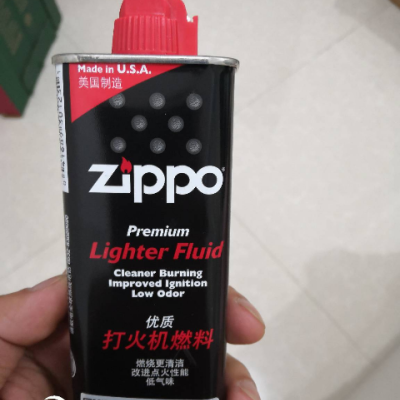 Made in U.S.A.
美国制造
zippo
Premium
Lighter Fluid
Cleaner Burning
Improved Ignition
Low Odor
优质
打火机燃料
燃烧更清洁
改进点火性能
低气味